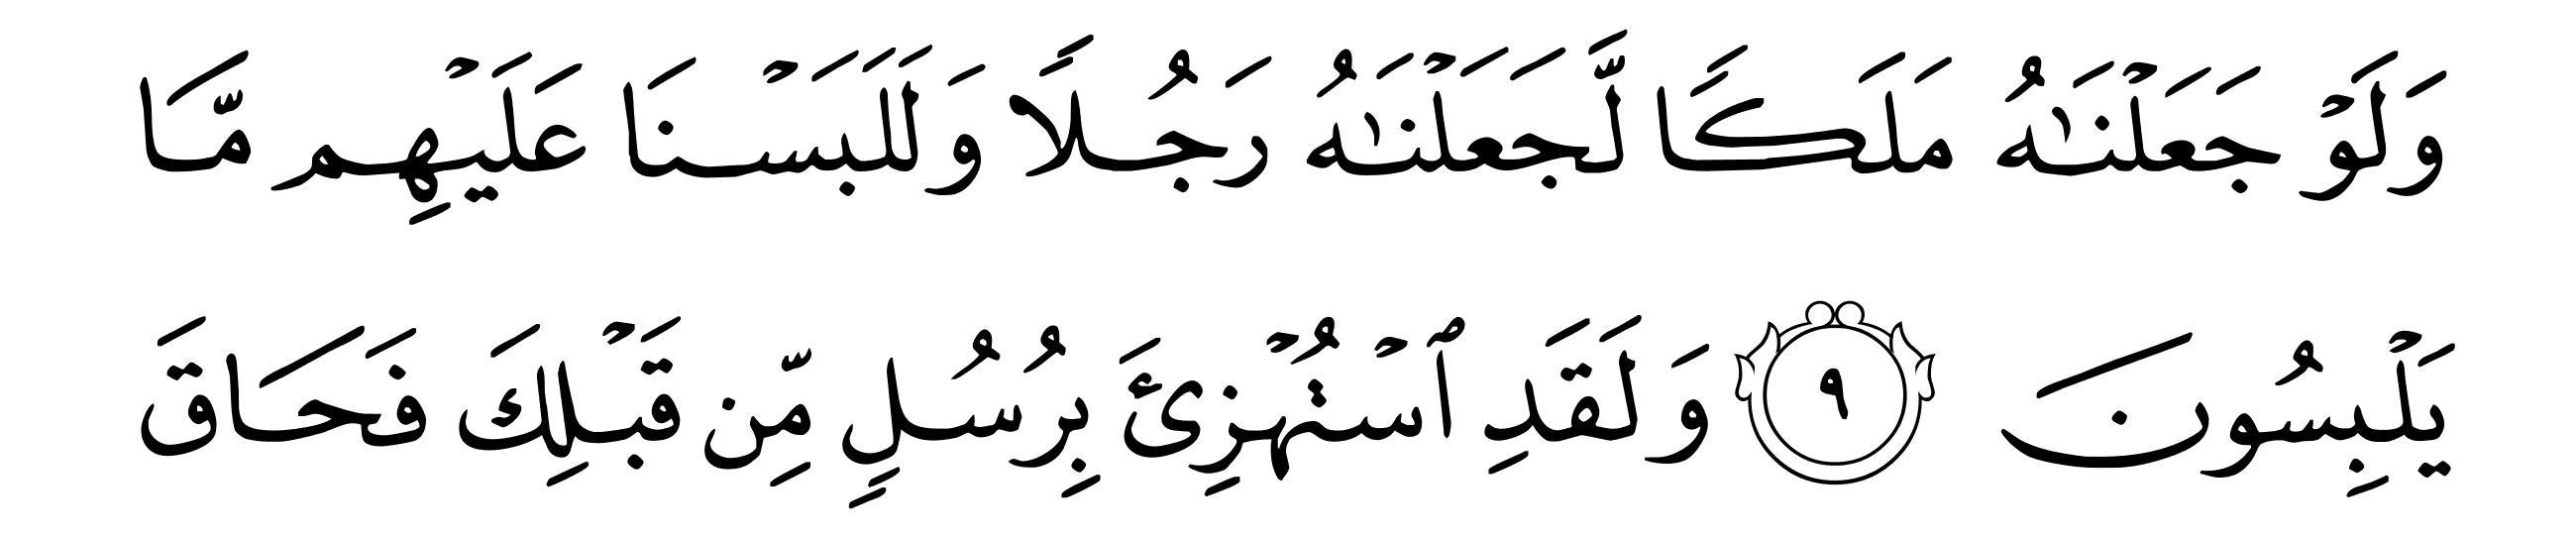 وَلَوۡ جَعَلۡنَٰهُ مَلَكٗا لَّجَعَلۡنَٰهُ رَجُلٗا وَلَلَبَسۡنَا عَلَيۡهِم مَّا
يَلۡبِسُونَ ٩ وَلَقَدِ ٱسۡتُهۡزِئَ بِرُسُلٖ مِّن قَبۡلِكَ فَحَاقَ